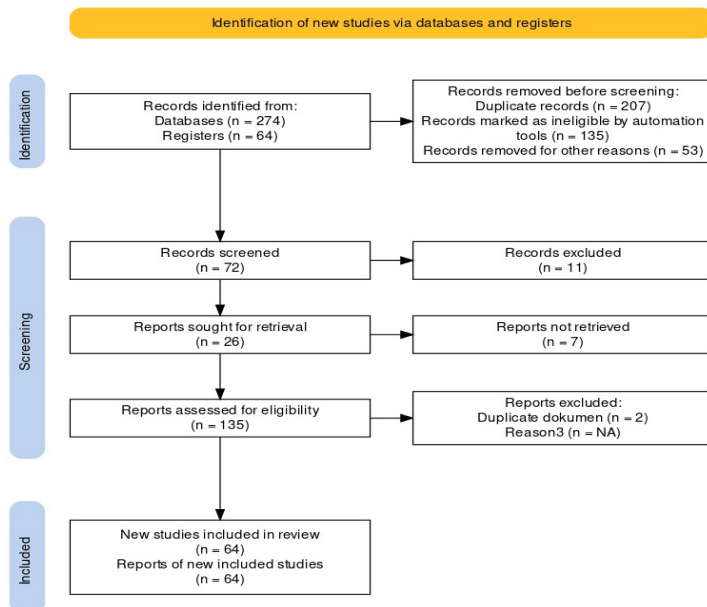 Identification of new studies via databases and registers
Identification
Records identified from:
Databases (n = 274)
Registers (n = 64)
Records removed before screening:
Duplicate records (n = 207)
Records marked as ineligible by automation
tools (n = 135)
Records removed for other reasons (n = 53)
Screening
Records screened
(n = 72)
Records excluded
(n = 11)
Reports sought for retrieval
(n = 26)
Reports not retrieved
(n = 7)
Reports assessed for eligibility
(n = 135)
Reports excluded:
Duplicate dokumen (n = 2)
Reason3 (n = NA)
Included
New studies included in review
(n = 64)
Reports of new included studies
(n = 64)